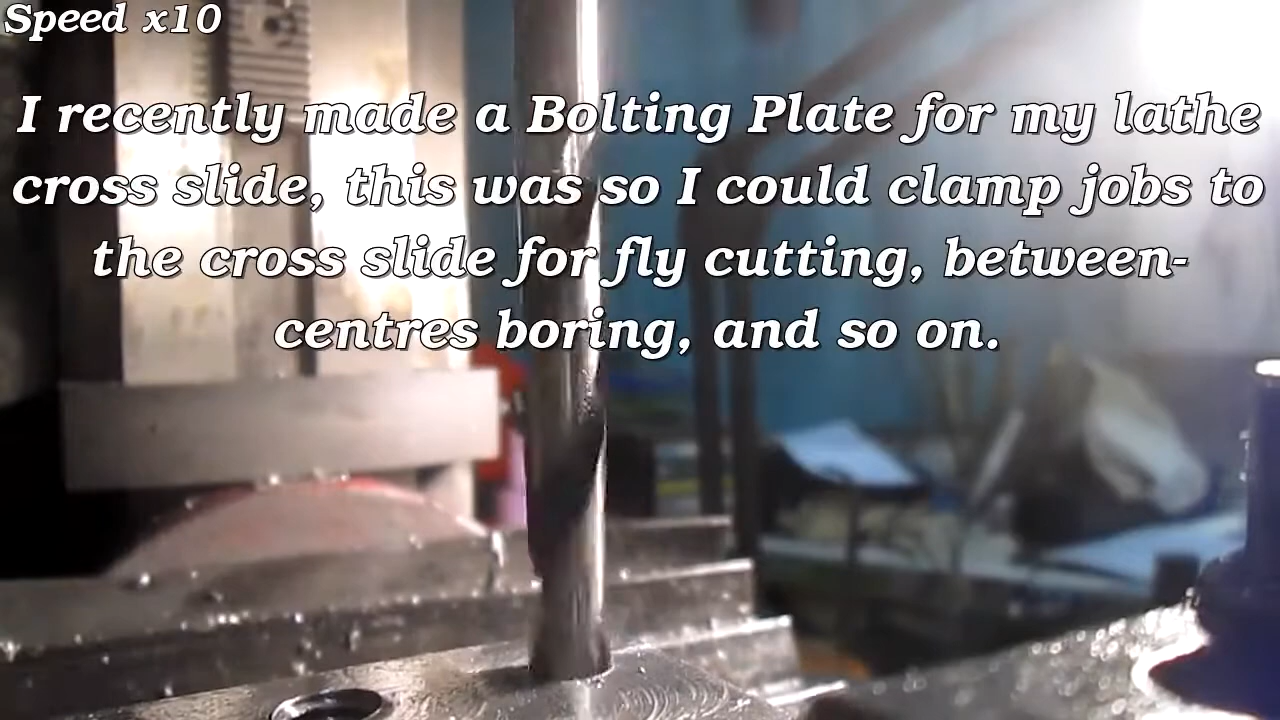 Speed x10
I recently made a Bolting Plate for my lathe
cross slide, this was so I could clamp jobs to
the cross slide for fly cutting, between-
centres boring, and so on.